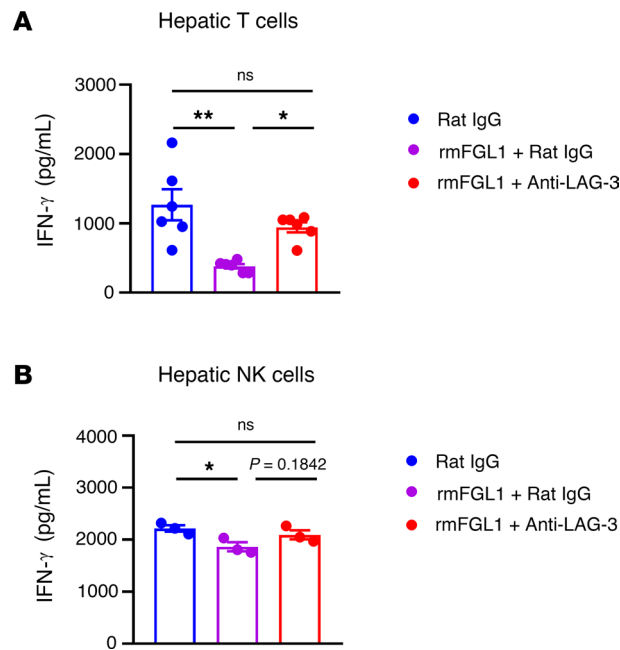 A
Hepatic T cells
IFN-γ (pg/mL)
3000
2000
1000
0
ns
**
*
Rat IgG
rmFGL1 + Rat IgG
rmFGL1 + Anti-LAG-3
B
Hepatic NK cells
IFN-γ (pg/mL)
4000
3000
2000
1000
0
ns
*
P = 0.1842
Rat IgG
rmFGL1 + Rat IgG
rmFGL1 + Anti-LAG-3